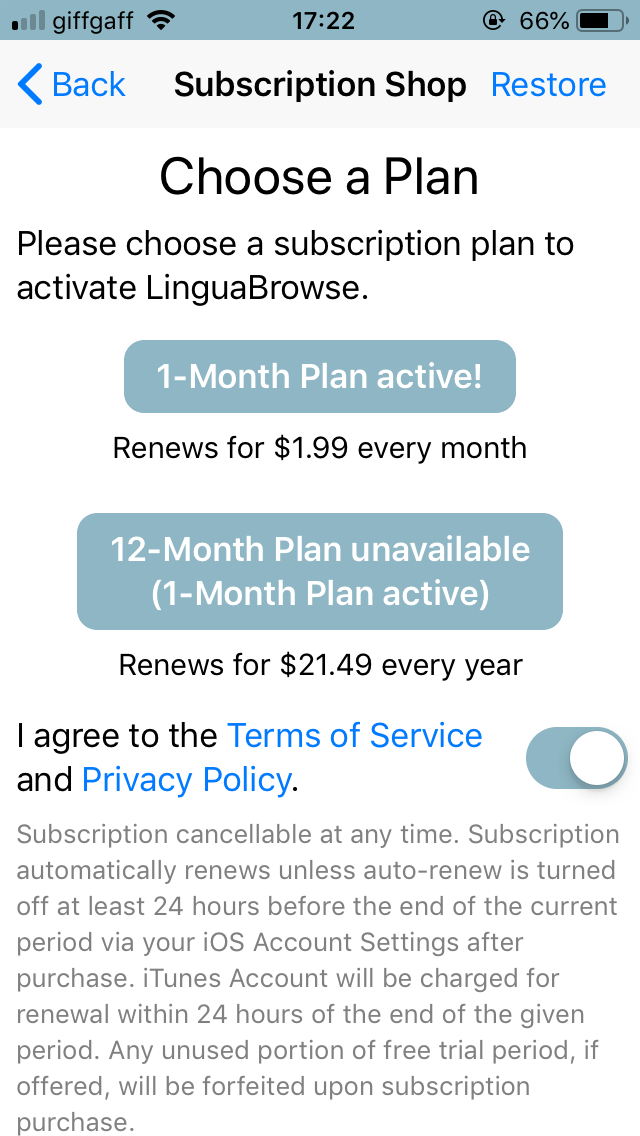 giffgaff 17:22 66%
Back Subscription Shop Restore
Choose a Plan
Please choose a subscription plan to
activate LinguaBrowse.
1-Month Plan active!
Renews for $1.99 every month
12-Month Plan unavailable
(1-Month Plan active)
Renews for $21.49 every year
I agree to the Terms of Service
and Privacy Policy.
Subscription cancellable at any time. Subscription
automatically renews unless auto-renew is turned
off at least 24 hours before the end of the current
period via your iOS Account Settings after
purchase. iTunes Account will be charged for
renewal within 24 hours of the end of the given
period. Any unused portion of free trial period, if
offered, will be forfeited upon subscription
purchase.